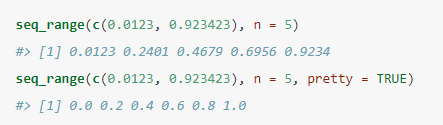 seq_range(c(0.0123, 0.923423), n = 5)
#> [1] 0.0123 0.2401 0.4679 0.6956 0.9234
seq_range(c(0.0123, 0.923423), n = 5, pretty = TRUE)
#> [1] 0.0 0.2 0.4 0.6 0.8 1.0